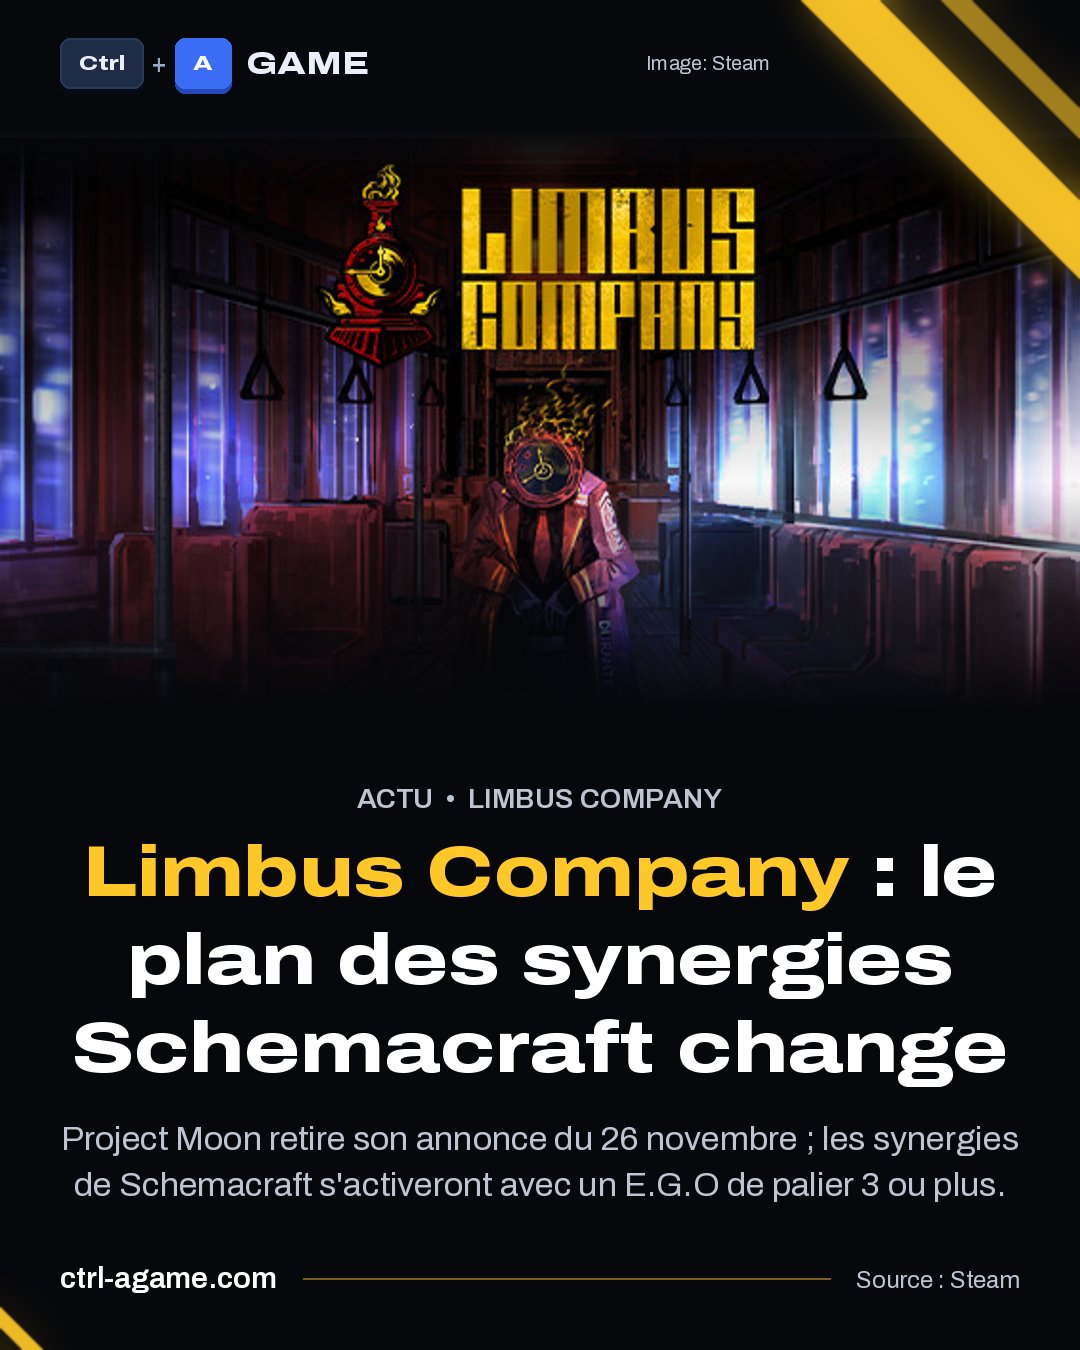 Ctrl + A GAME
Image: Steam
LIMBUS
COMPANY
ACTU • LIMBUS COMPANY
Limbus Company : le
plan des synergies
Schemacraft change
Project Moon retire son annonce du 26 novembre ; les synergies
de Schemacraft s'activeront avec un E.G.O de palier 3 ou plus.
ctrl-agame.com
Source : Steam